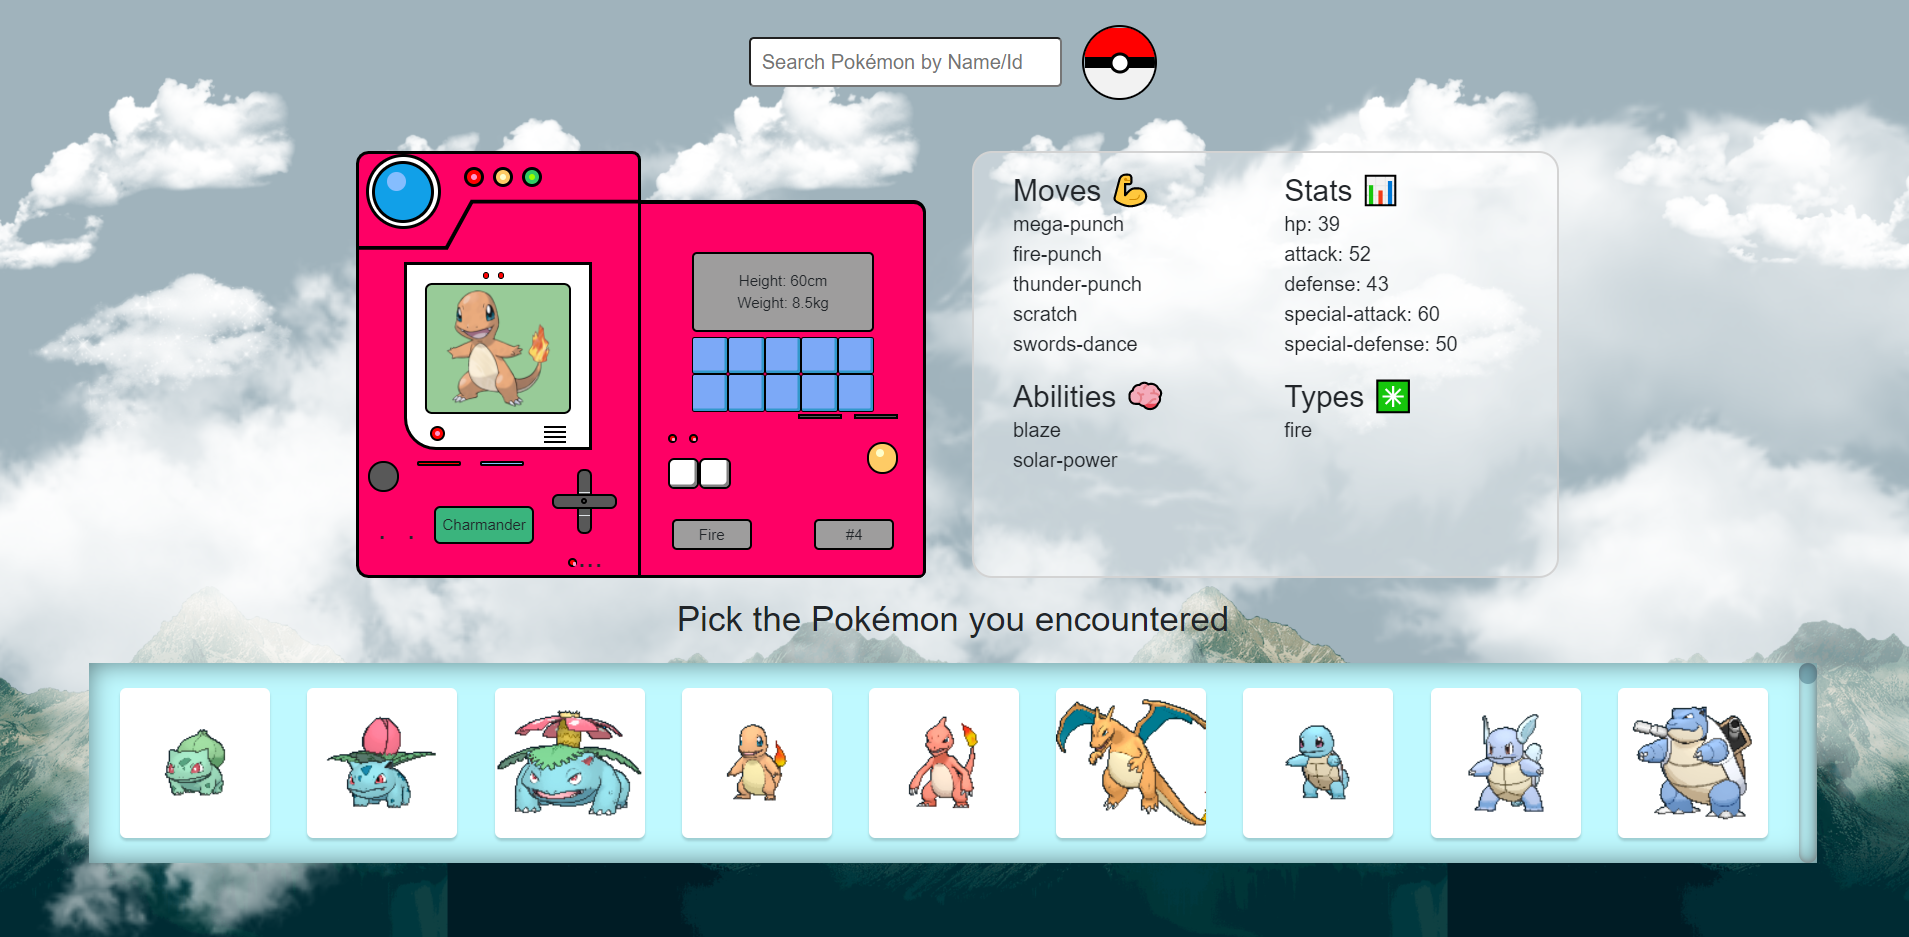 Search Pokémon by Name/Id
Height: 60cm
Weight: 8.5kg
Charmander
Fire
#4
Moves 💪
mega-punch
fire-punch
thunder-punch
scratch
swords-dance
Stats 📊
hp: 39
attack: 52
defense: 43
special-attack: 60
special-defense: 50
Abilities 🧠
blaze
solar-power
Types ✳️
fire
Pick the Pokémon you encountered